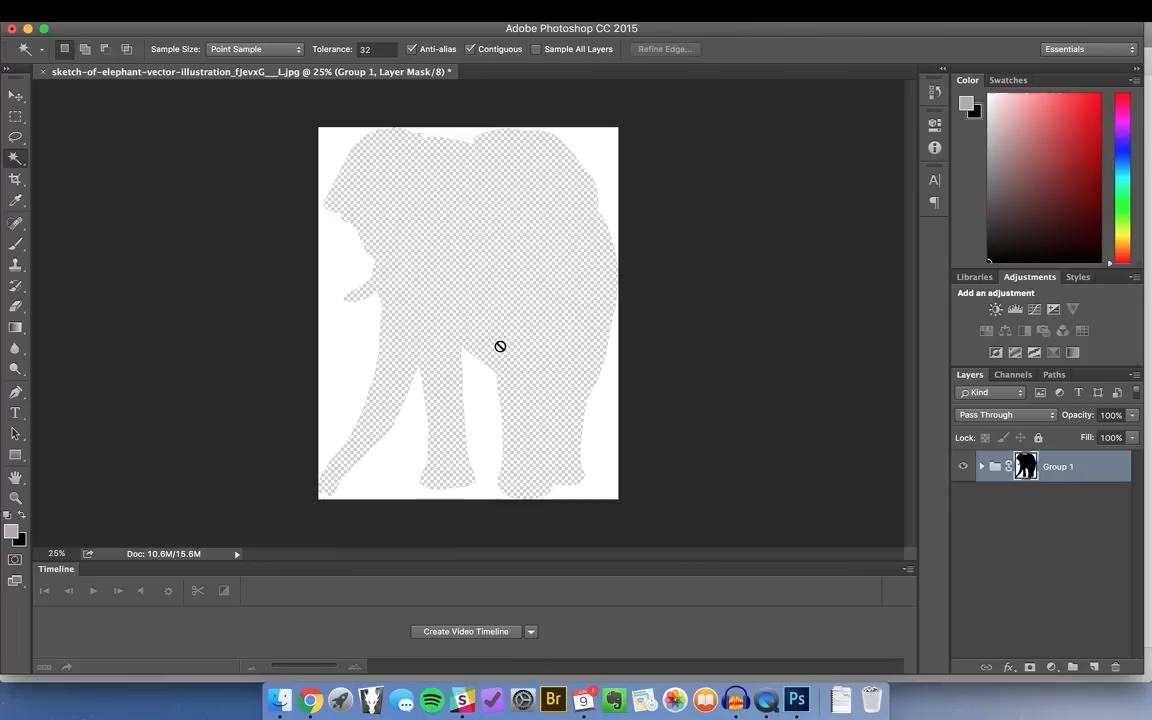 Adobe Photoshop CC 2015
Sample Size: Point Sample Tolerance: 32 Anti-alias Contiguous Sample All Layers Refine Edge... Essentials
× sketch-of-elephant-vector-illustration_fJevxG___L.jpg @ 25% (Group 1, Layer Mask/8) *
Color Swatches
Libraries Adjustments Styles
Add an adjustment
Layers Channels Paths
Kind
Pass Through Opacity: 100%
Lock: Fill: 100%
Group 1
25% Doc: 10.6M/15.6M
Timeline
Create Video Timeline
Br
9
Ps